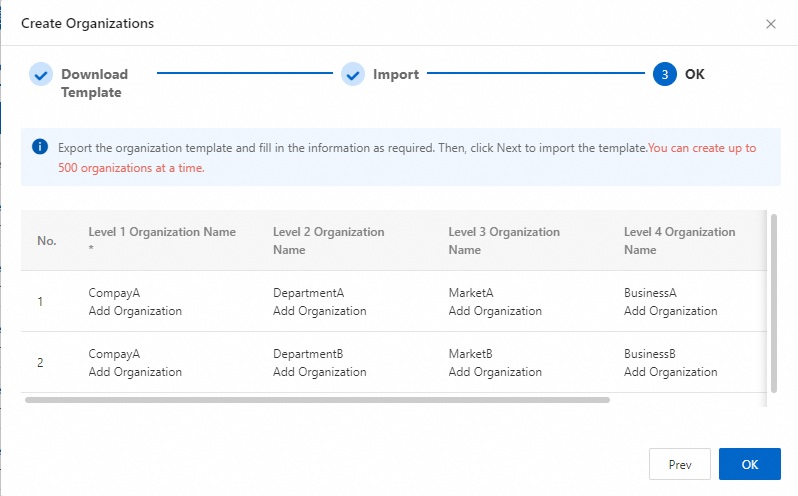 Create Organizations
Download
Template
Import
3
OK
Export the organization template and fill in the information as required. Then, click Next to import the template.You can create up to
500 organizations at a time.
No.
Level 1 Organization Name
*
Level 2 Organization
Name
Level 3 Organization
Name
Level 4 Organization
Name
1
CompayA
Add Organization
DepartmentA
Add Organization
MarketA
Add Organization
BusinessA
Add Organization
2
CompayA
Add Organization
DepartmentB
Add Organization
MarketB
Add Organization
BusinessB
Add Organization
Prev
OK